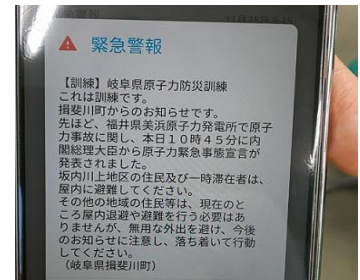 緊急警報
【訓練】岐阜県原子力防災訓練
これは訓練です。
揖斐川町からのお知らせです。
先ほど、福井県美浜原子力発電所で原子
力事故に関し、本日10時45分に内
閣総理大臣から原子力緊急事態宣言が
発表されました。
坂内川上地区の住民及び一時滞在者は、
屋内に避難してください。
その他の地域の住民等は、現在のと
ころ屋内退避や避難を行う必要はあ
りませんが、無用な外出を避け、今後
のお知らせに注意し、落ち着いて行動
してください。
（岐阜県揖斐川町）